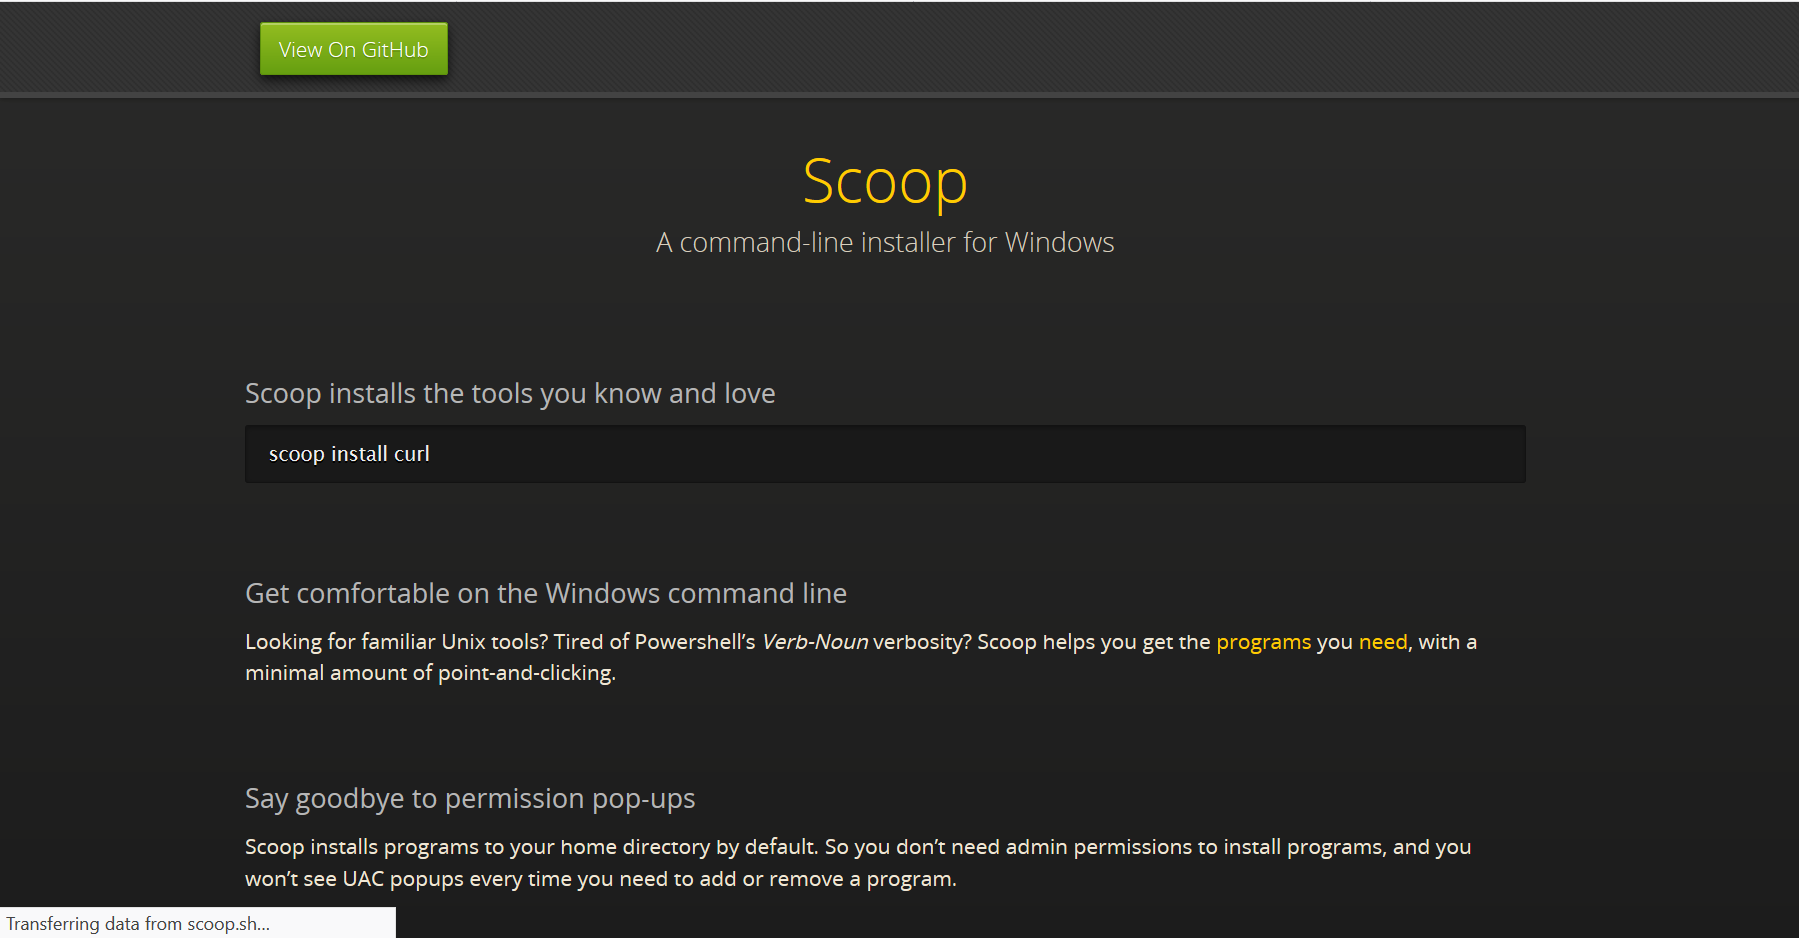 View On GitHub
Scoop
A command-line installer for Windows
Scoop installs the tools you know and love
scoop install curl
Get comfortable on the Windows command line
Looking for familiar Unix tools? Tired of Powershell’s Verb-Noun verbosity? Scoop helps you get the programs you need, with a
minimal amount of point-and-clicking.
Say goodbye to permission pop-ups
Scoop installs programs to your home directory by default. So you don’t need admin permissions to install programs, and you
won’t see UAC popups every time you need to add or remove a program.
Transferring data from scoop.sh...